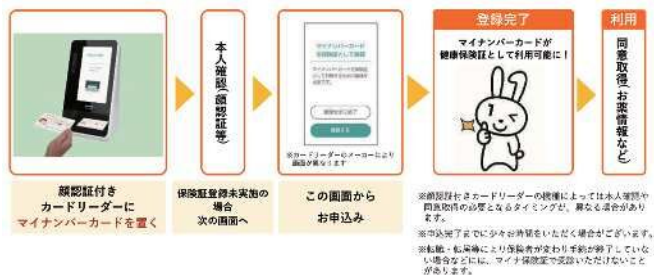 顔認証付き
カードリーダーに
マイナンバーカードを置く
本人確認(顔認証等)
保険証登録未実施の
場合
次の画面へ
マイナンバーカード
※カードリーダーのメーカーにより
画面が異なります
この画面から
お申込み
登録完了
マイナンバーカードが
健康保険証として利用可能に!
利用
同意取得(お薬情報など)
※顔認証付きカードリーダーの機種によっては本人確認や
同意取得の必要となるタイミングが、異なる場合があり
ます。
※申込完了までに少々お時間をいただく場合がございます。
※転職・転居等により保険者が変わり手続が終了していな
い場合などには、マイナ保険証で受診いただけないこと
があります。